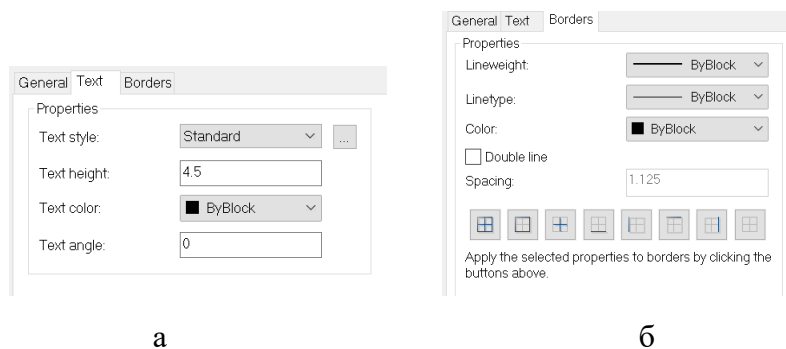 General Text Borders
Properties
Text style: Standard ...
Text height: 4.5
Text color: ByBlock
Text angle: 0
а
General Text Borders
Properties
Lineweight: ByBlock
Linetype: ByBlock
Color: ByBlock
Double line
Spacing: 1.125
Apply the selected properties to borders by clicking the
buttons above.
б